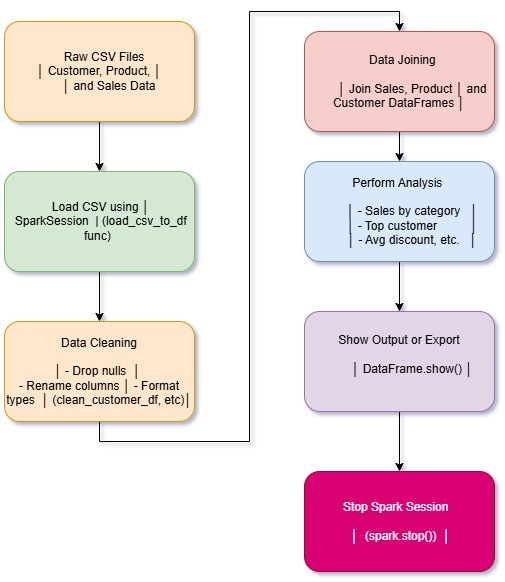 Raw CSV Files
| Customer, Product, |
| and Sales Data
Load CSV using |
SparkSession | (load_csv_to_df
func)
Data Cleaning
| - Drop nulls |
- Rename columns | - Format
types | (clean_customer_df, etc)|
Data Joining
| Join Sales, Product | and
Customer DataFrames |
Perform Analysis
| - Sales by category |
| - Top customer |
| - Avg discount, etc. |
Show Output or Export
| DataFrame.show() |
Stop Spark Session
| (spark.stop()) |